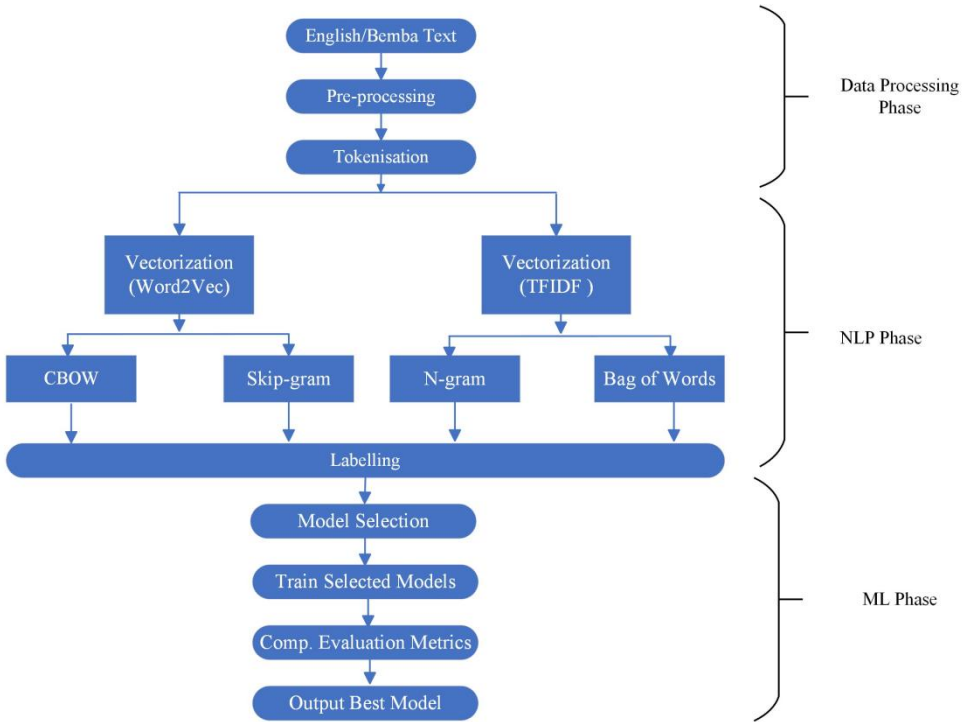 English/Bemba Text
Pre-processing
Tokenisation
Data Processing
Phase
Vectorization
(Word2Vec)
Vectorization
(TFIDF )
CBOW
Skip-gram
N-gram
Bag of Words
NLP Phase
Labelling
Model Selection
Train Selected Models
Comp. Evaluation Metrics
Output Best Model
ML Phase